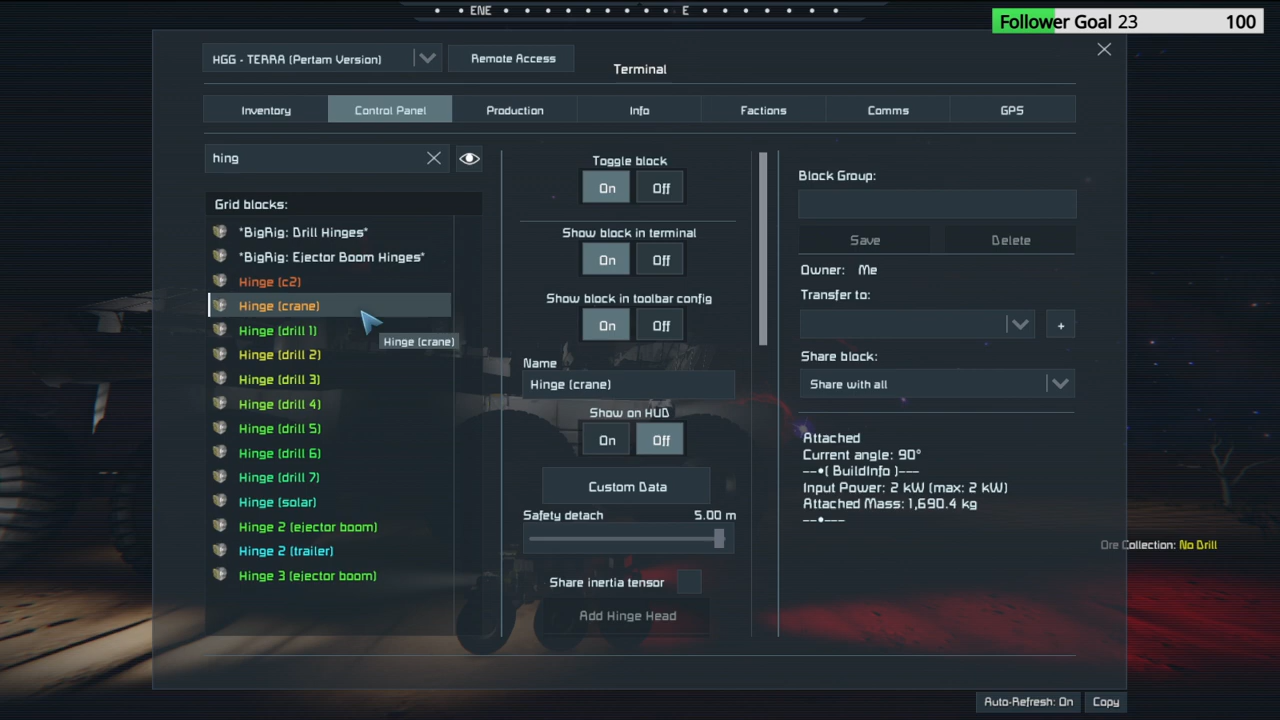 ENE
E
Follower Goal 23
100
HGG - TERRA (Pertam Version)
Remote Access
Terminal
Inventory
Control Panel
Production
Info
Factions
Comms
GPS
hing
Grid blocks:
*BigRig: Drill Hinges*
*BigRig: Ejector Boom Hinges*
Hinge (c2)
Hinge (crane)
Hinge (drill 1)
Hinge (crane)
Hinge (drill 2)
Hinge (drill 3)
Hinge (drill 4)
Hinge (drill 5)
Hinge (drill 6)
Hinge (drill 7)
Hinge (solar)
Hinge 2 (ejector boom)
Hinge 2 (trailer)
Hinge 3 (ejector boom)
Toggle block
On
Off
Show block in terminal
On
Off
Show block in toolbar config
On
Off
Name
Hinge (crane)
Show on HUD
On
Off
Custom Data
Safety detach
5.00 m
Share inertia tensor
Add Hinge Head
Block Group:
Save
Delete
Owner: Me
Transfer to:
+
Share block:
Share with all
Attached
Current angle: 90°
--•( BuildInfo )---
Input Power: 2 kW (max: 2 kW)
Attached Mass: 1,690.4 kg
--•---
Ore Collection: No Drill
Auto-Refresh: On
Copy